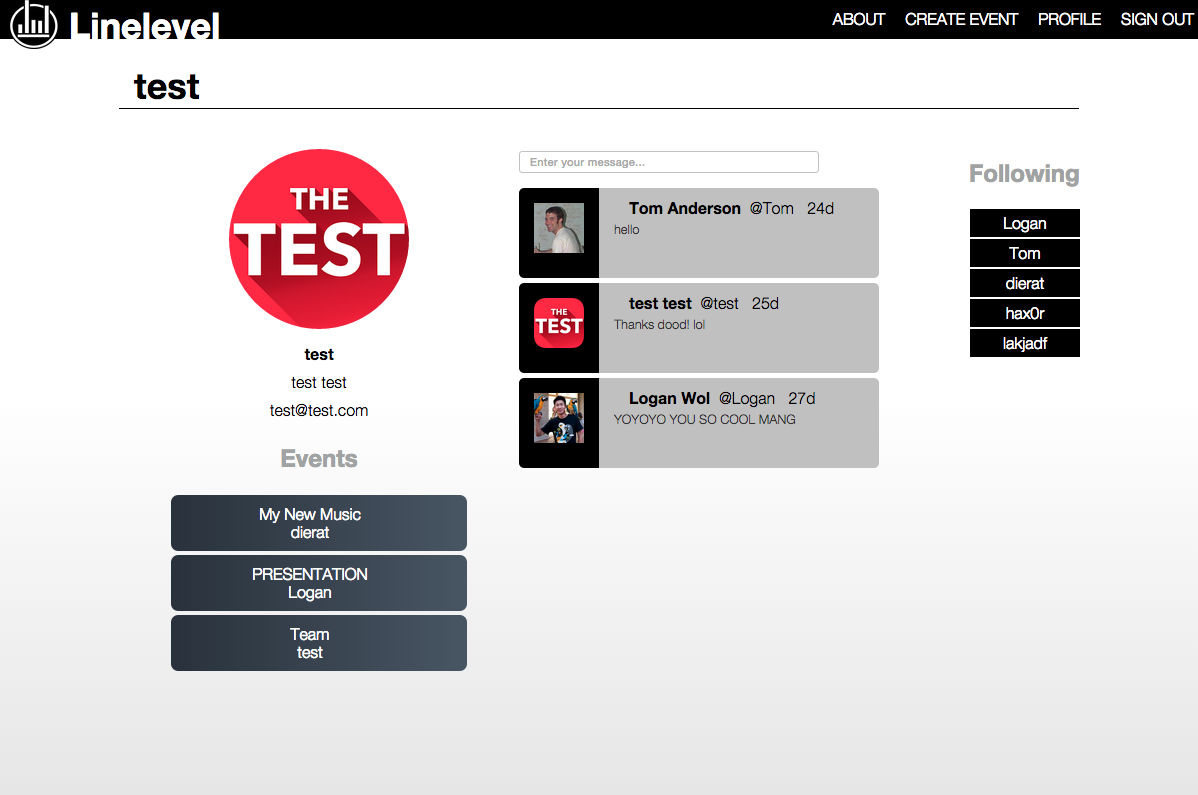 Linelevel
ABOUT CREATE EVENT PROFILE SIGN OUT
test
THE
TEST
test
test test
test@test.com
Events
My New Music
dierat
PRESENTATION
Logan
Team
test
Enter your message...
Tom Anderson @Tom 24d
hello
THE
TEST
test test @test 25d
Thanks dood! lol
Logan Wol @Logan 27d
YOYOYO YOU SO COOL MANG
Following
Logan
Tom
dierat
hax0r
lakjadf